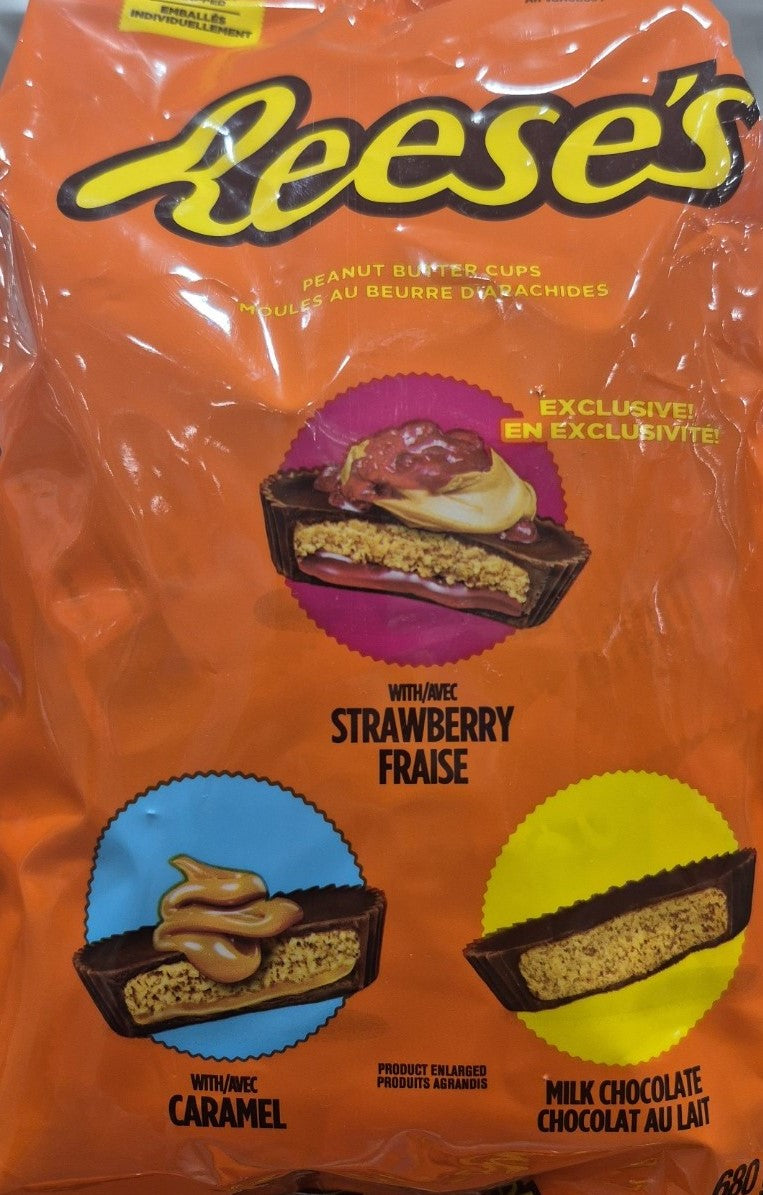 EMBALLÉS
INDIVIDUELLEMENT
Reese's
PEANUT BUTTER CUPS
MOULES AU BEURRE D'ARACHIDES
EXCLUSIVE!
EN EXCLUSIVITÉ!
WITH/AVEC
STRAWBERRY
FRAISE
WITH/AVEC
CARAMEL
PRODUCT ENLARGED
PRODUITS AGRANDIS
MILK CHOCOLATE
CHOCOLAT AU LAIT
680